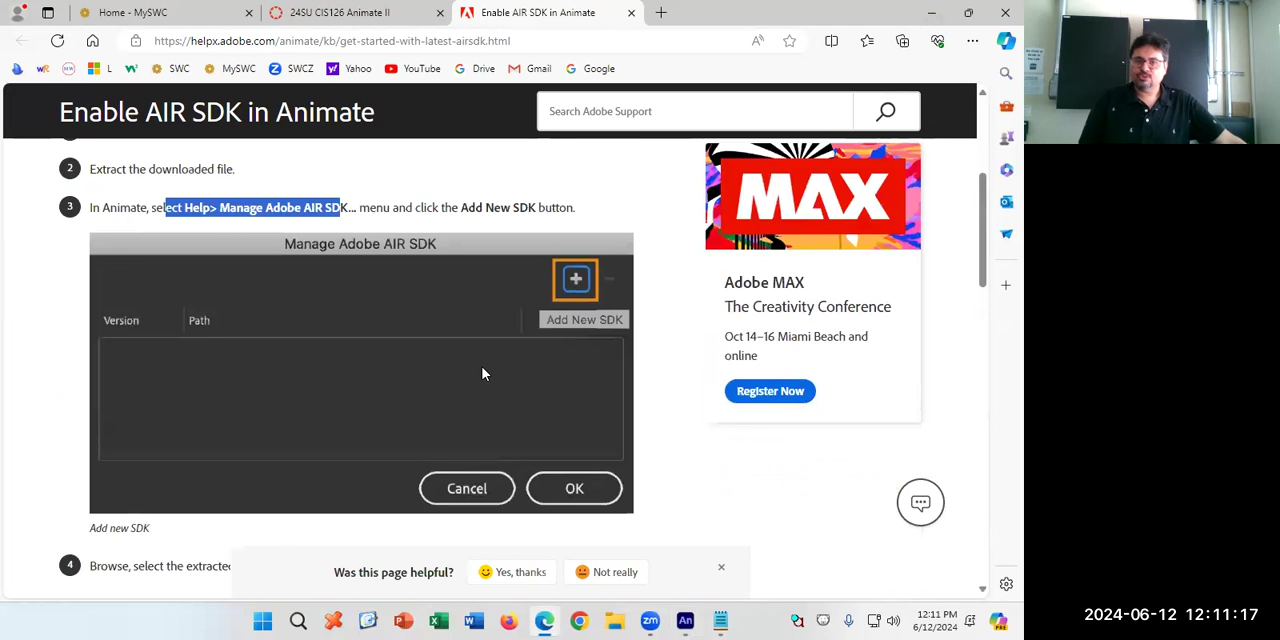 Home - MySWC
24SU CIS126 Animate II
Enable AIR SDK in Animate
https://helpx.adobe.com/animate/kb/get-started-with-latest-airsdk.html
L
SWC
MySWC
SWCZ
Yahoo
YouTube
Drive
Gmail
Google
Enable AIR SDK in Animate
Search Adobe Support
2 Extract the downloaded file.
3 In Animate, select Help> Manage Adobe AIR SDK... menu and click the Add New SDK button.
Manage Adobe AIR SDK
Add New SDK
Version
Path
Cancel
OK
Add new SDK
4 Browse, select the extracted
MAX
Adobe MAX
The Creativity Conference
Oct 14–16 Miami Beach and
online
Register Now
Was this page helpful?
Yes, thanks
Not really
12:11 PM
6/12/2024
2024-06-12 12:11:17